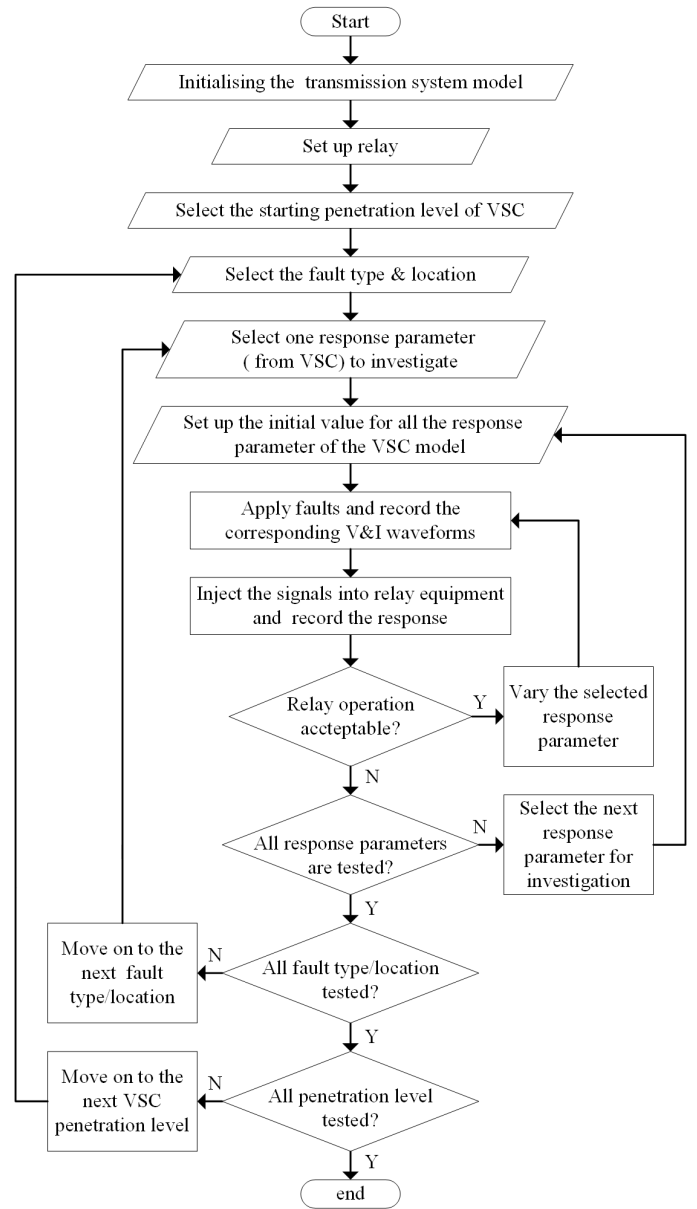 Start
Initialising the transmission system model
Set up relay
Select the starting penetration level of VSC
Select the fault type & location
Select one response parameter
( from VSC) to investigate
Set up the initial value for all the response
parameter of the VSC model
Apply faults and record the
corresponding V&I waveforms
Inject the signals into relay equipment
and record the response
Relay operation
accteptable?
Y
Vary the selected
response
parameter
N
All response parameters
are tested?
N
Select the next
response
parameter for
investigation
Y
All fault type/location
tested?
N
Move on to the
next fault
type/location
Y
All penetration level
tested?
N
Move on to the
next VSC
penetration level
Y
end